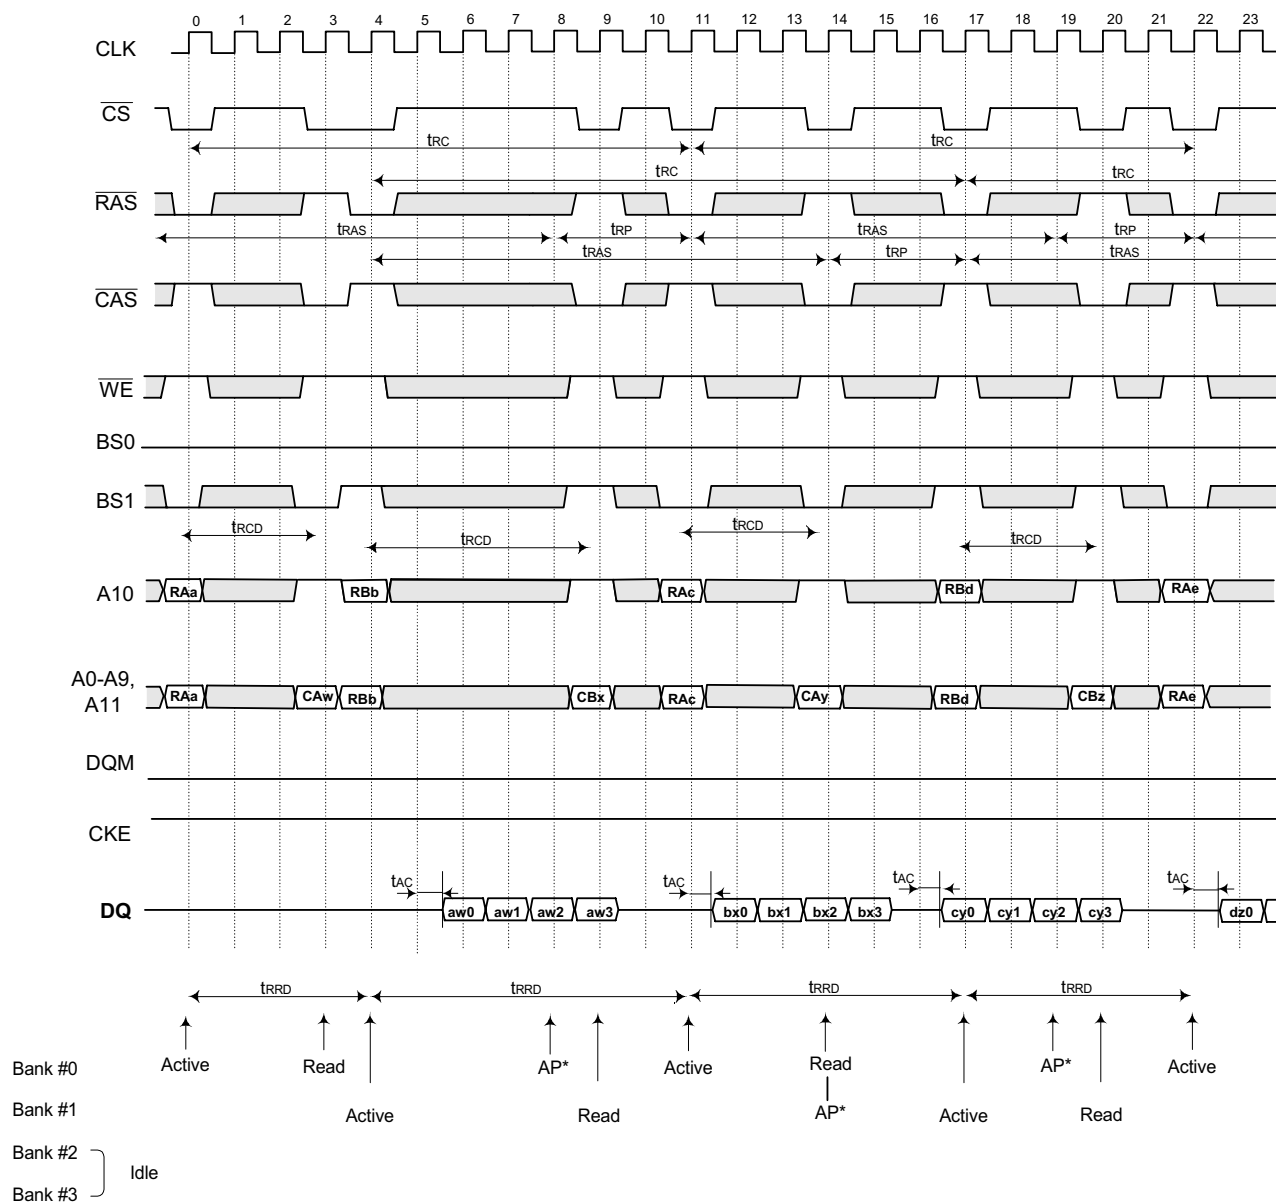 0 1 2 3 4 5 6 7 8 9 10 11 12 13 14 15 16 17 18 19 20 21 22 23
CLK
CS
tRC tRC
tRC tRC
RAS
tRAS tRP tRAS tRP
tRAS tRP tRAS
CAS
WE
BS0
BS1
tRCD tRCD tRCD tRCD
A10 RAa RBb RAc RBd RAe
A0-A9,
A11
RAa CAw RBb CBx RAc CAy RBd CBz RAe
DQM
CKE
tAC tAC tAC tAC
DQ aw0 aw1 aw2 aw3 bx0 bx1 bx2 bx3 cy0 cy1 cy2 cy3 dz0
tRRD tRRD tRRD tRRD
Bank #0 Active Read AP* Active Read AP* Active
Bank #1 Active Read AP* Active Read
Bank #2
Idle
Bank #3